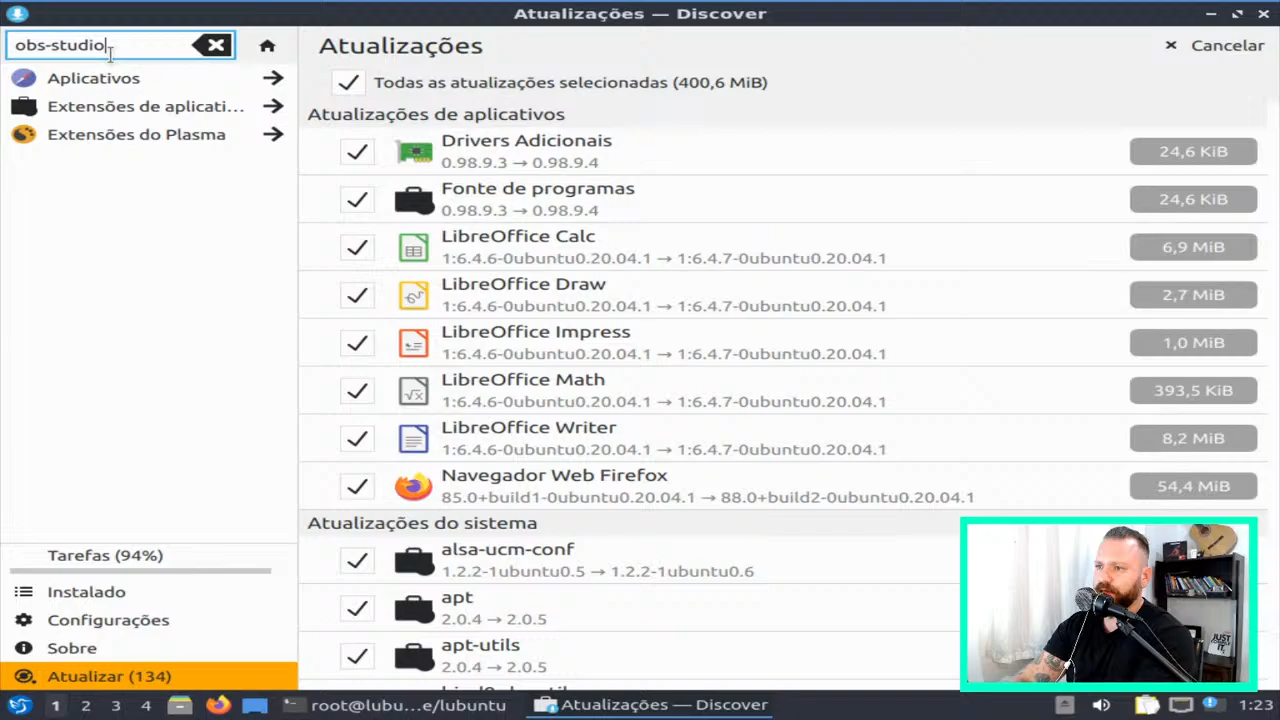 Atualizações — Discover
obs-studio
Aplicativos
Extensões de aplicati...
Extensões do Plasma
Tarefas (94%)
Instalado
Configurações
Sobre
Atualizar (134)
Atualizações
Cancelar
Todas as atualizações selecionadas (400,6 MiB)
Atualizações de aplicativos
Drivers Adicionais
0.98.9.3 → 0.98.9.4
24,6 KiB
Fonte de programas
0.98.9.3 → 0.98.9.4
24,6 KiB
LibreOffice Calc
1:6.4.6-0ubuntu0.20.04.1 → 1:6.4.7-0ubuntu0.20.04.1
6,9 MiB
LibreOffice Draw
1:6.4.6-0ubuntu0.20.04.1 → 1:6.4.7-0ubuntu0.20.04.1
2,7 MiB
LibreOffice Impress
1:6.4.6-0ubuntu0.20.04.1 → 1:6.4.7-0ubuntu0.20.04.1
1,0 MiB
LibreOffice Math
1:6.4.6-0ubuntu0.20.04.1 → 1:6.4.7-0ubuntu0.20.04.1
393,5 KiB
LibreOffice Writer
1:6.4.6-0ubuntu0.20.04.1 → 1:6.4.7-0ubuntu0.20.04.1
8,2 MiB
Navegador Web Firefox
85.0+build1-0ubuntu0.20.04.1 → 88.0+build2-0ubuntu0.20.04.1
54,4 MiB
Atualizações do sistema
alsa-ucm-conf
1.2.2-1ubuntu0.5 → 1.2.2-1ubuntu0.6
apt
2.0.4 → 2.0.5
apt-utils
2.0.4 → 2.0.5
1 2 3 4
root@lubu...e/lubuntu
Atualizações — Discover
1:23